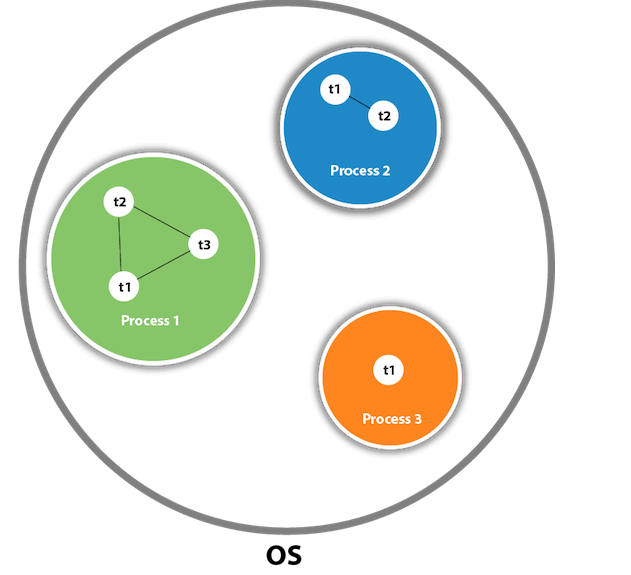 t1
t2
Process 2
t2
t3
t1
Process 1
t1
Process 3
OS